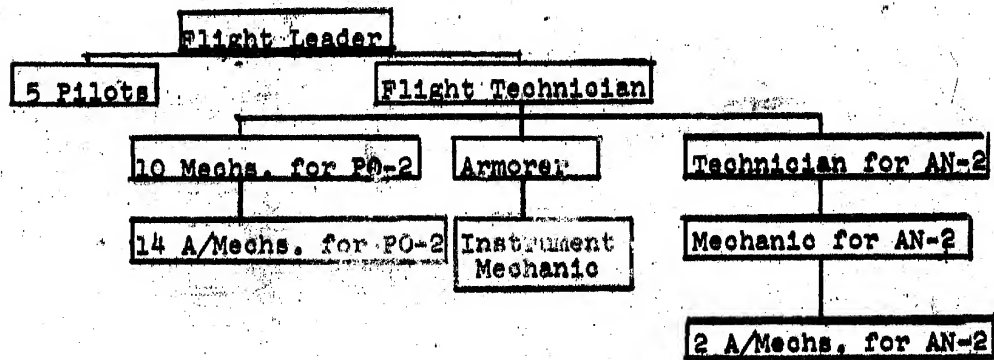 Flight Leader
5 Pilots
Flight Technician
10 Mechs. for PO-2
Armorer
Technician for AN-2
14 A/Mechs. for PO-2
Instrument
Mechanic
Mechanic for AN-2
2 A/Mechs. for AN-2